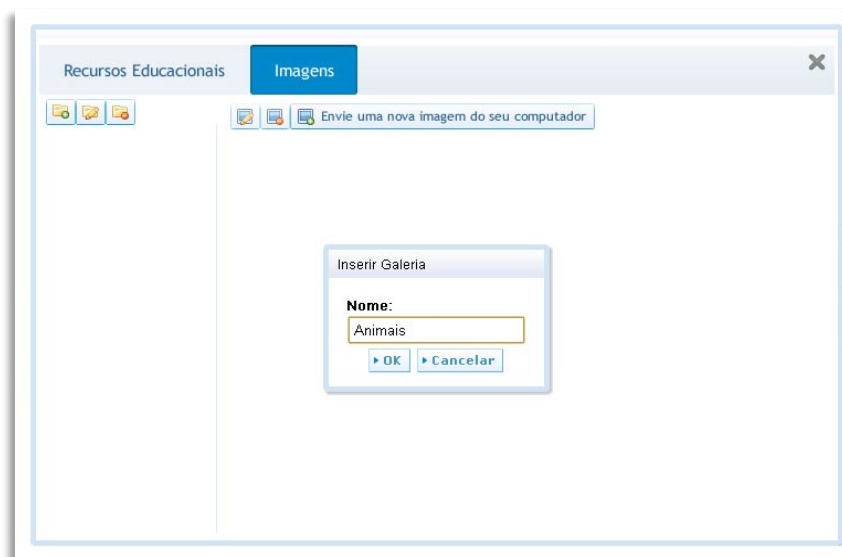 Recursos Educacionais
Imagens
Envie uma nova imagem do seu computador
Inserir Galeria
Nome:
Animais
OK
Cancelar